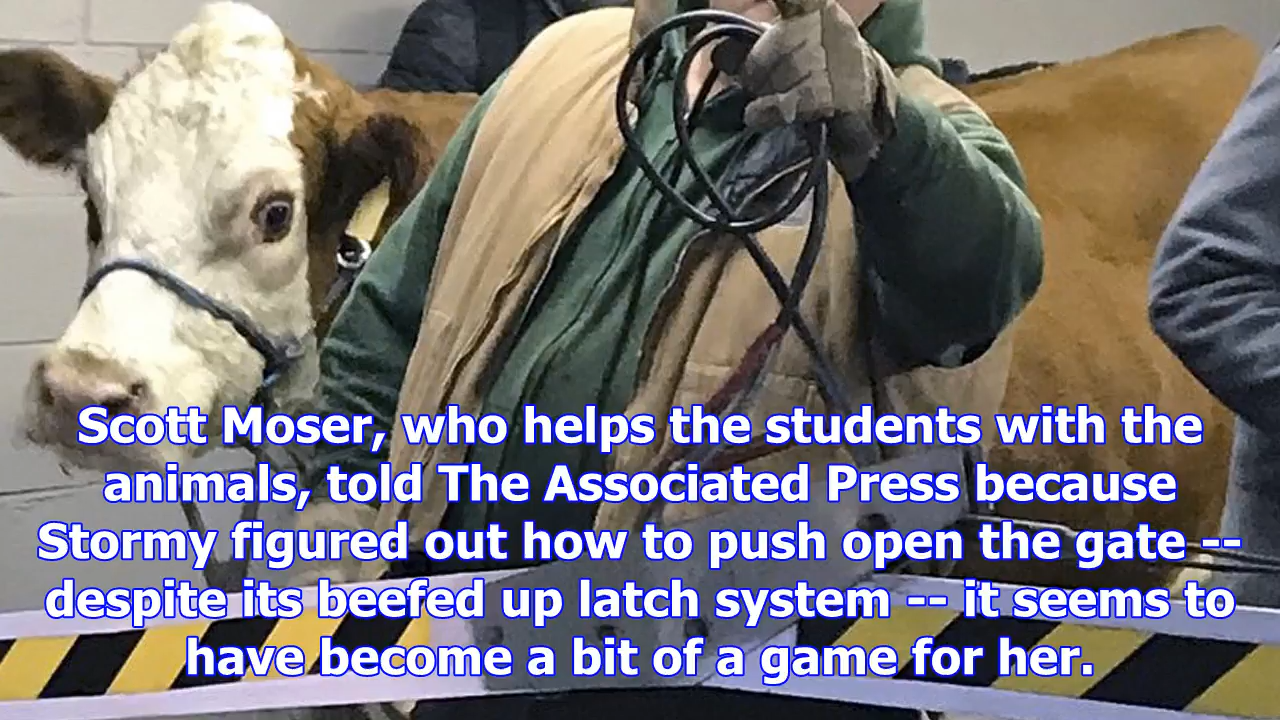 Scott Moser, who helps the students with the
animals, told The Associated Press because
Stormy figured out how to push open the gate --
despite its beefed up latch system -- it seems to
have become a bit of a game for her.